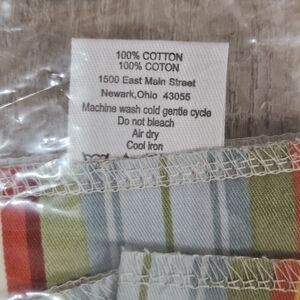 100% COTTON
100% COTON
1500 East Main Street
Newark,Ohio 43055
Machine wash cold gentle cycle
Do not bleach
Air dry
Cool iron